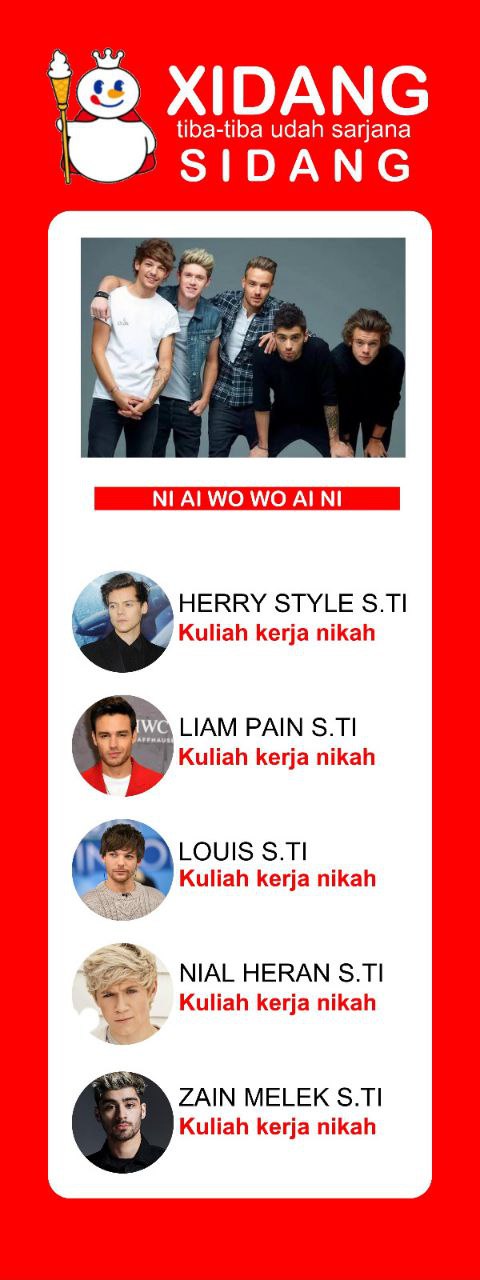 XIDANG
tiba-tiba udah sarjana
SIDANG
NI AI WO WO AI NI
HERRY STYLE S.TI
Kuliah kerja nikah
LIAM PAIN S.TI
Kuliah kerja nikah
LOUIS S.TI
Kuliah kerja nikah
NIAL HERAN S.TI
Kuliah kerja nikah
ZAIN MELEK S.TI
Kuliah kerja nikah